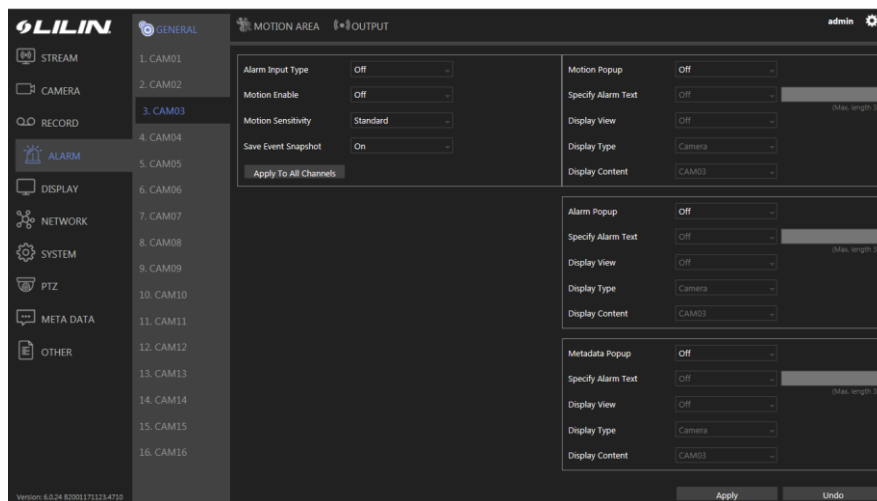 LILIN
GENERAL
MOTION AREA
OUTPUT
admin
STREAM
CAMERA
RECORD
ALARM
DISPLAY
NETWORK
SYSTEM
PTZ
META DATA
OTHER
1. CAM01
2. CAM02
3. CAM03
4. CAM04
5. CAM05
6. CAM06
7. CAM07
8. CAM08
9. CAM09
10. CAM10
11. CAM11
12. CAM12
13. CAM13
14. CAM14
15. CAM15
16. CAM16
Alarm Input Type Off
Motion Enable Off
Motion Sensitivity Standard
Save Event Snapshot On
Apply To All Channels
Motion Popup Off
Specify Alarm Text Off
(Max. length
Display View Off
Display Type Camera
Display Content CAM03
Alarm Popup Off
Specify Alarm Text Off
(Max. length
Display View Off
Display Type Camera
Display Content CAM03
Metadata Popup Off
Specify Alarm Text Off
(Max. length
Display View Off
Display Type Camera
Display Content CAM03
Apply Undo
Version: 6.0.24 82001171123.4710